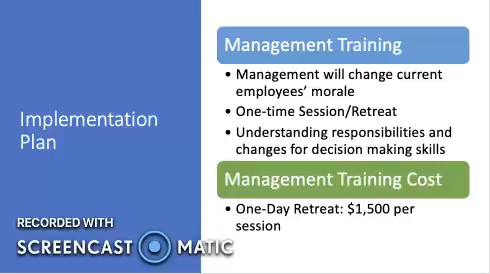 Implementation
Plan
Management Training
• Management will change current
employees' morale
• One-time Session/Retreat
• Understanding responsibilities and
changes for decision making skills
Management Training Cost
• One-Day Retreat: $1,500 per
session
RECORDED WITH
SCREENCAST MATIC